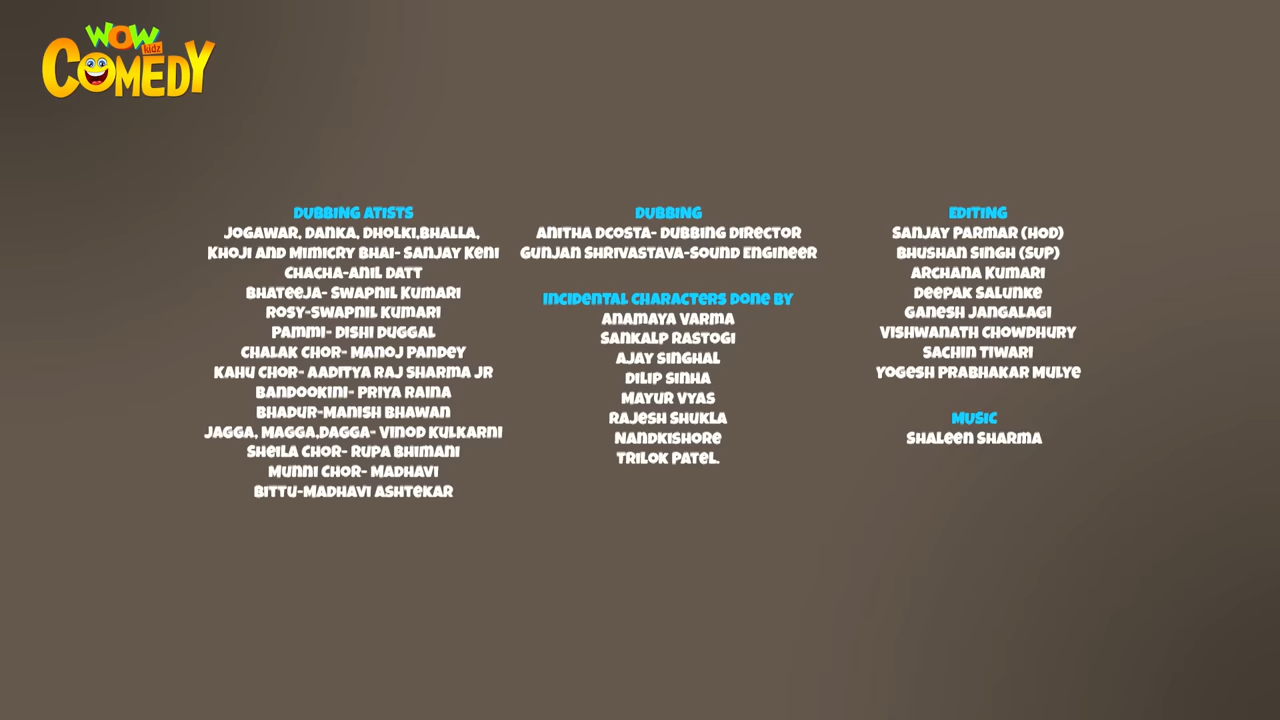 WOW
kidz
COMEDY
DUBBING ATISTS
JOGAWAR, DANKA, DHOLKI,BHALLA,
KHOJI AND MIMICRY BHAI- SANJAY KENI
CHACHA-ANIL DATT
BHATEEJA- SWAPNIL KUMARI
ROSY-SWAPNIL KUMARI
PAMMI- DISHI DUGGAL
CHALAK CHOR- MANOJ PANDEY
KAHU CHOR- AADITYA RAJ SHARMA JR
BANDOOKINI- PRIYA RAINA
BHADUR-MANISH BHAWAN
JAGGA, MAGGA,DAGGA- VINOD KULKARNI
SHEILA CHOR- RUPA BHIMANI
MUNNI CHOR- MADHAVI
BITTU-MADHAVI ASHTEKAR
DUBBING
ANITHA DCOSTA- DUBBING DIRECTOR
GUNJAN SHRIVASTAVA-SOUND ENGINEER
INCIDENTAL CHARACTERS DONE BY
ANAMAYA VARMA
SANKALP RASTOGI
AJAY SINGHAL
DILIP SINHA
MAYUR VYAS
RAJESH SHUKLA
NANDKISHORE
TRILOK PATEL.
EDITING
SANJAY PARMAR (HOD)
BHUSHAN SINGH (SUP)
ARCHANA KUMARI
DEEPAK SALUNKE
GANESH JANGALAGI
VISHWANATH CHOWDHURY
SACHIN TIWARI
YOGESH PRABHAKAR MULYE
MUSIC
SHALEEN SHARMA